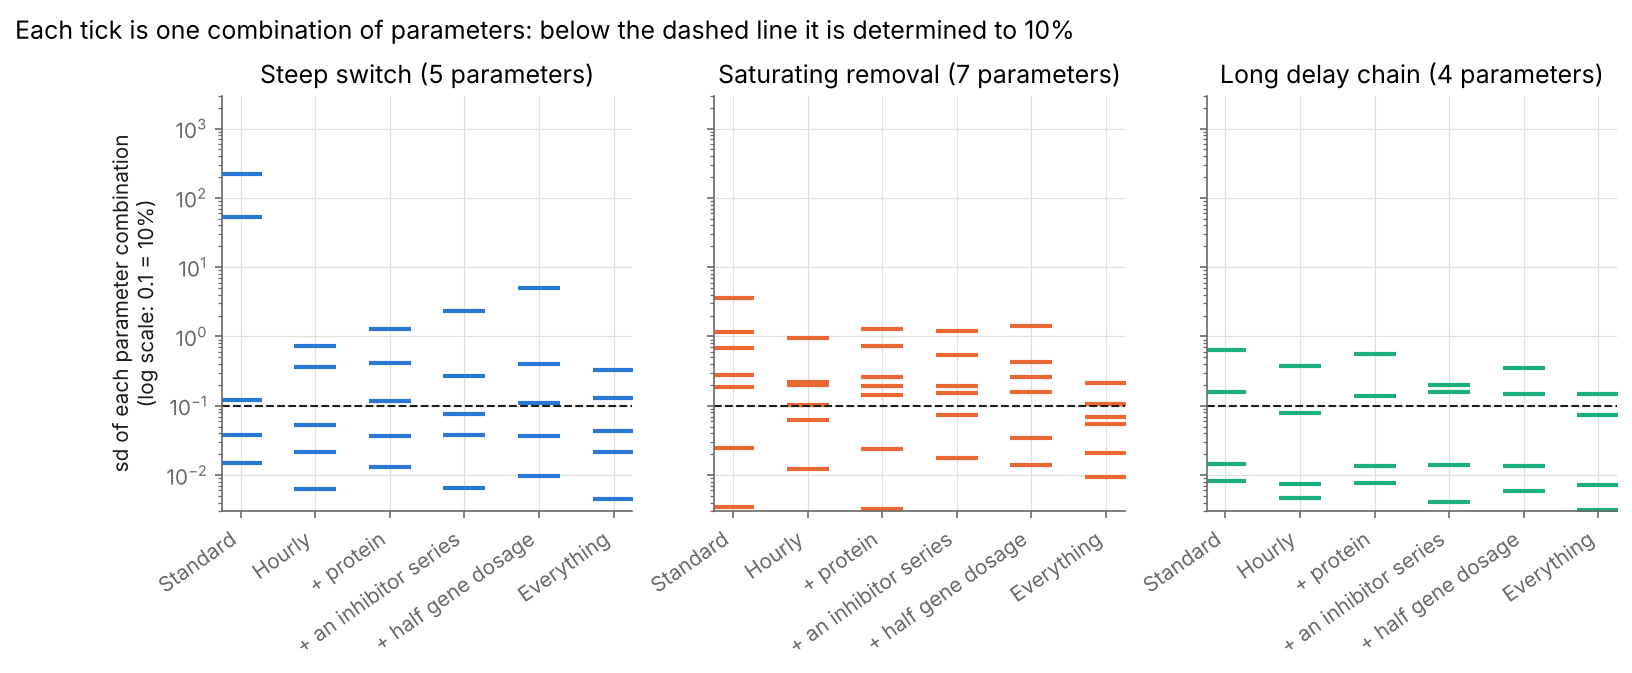 Each tick is one combination of parameters: below the dashed line it is determined to 10%
Steep switch (5 parameters)
Saturating removal (7 parameters)
Long delay chain (4 parameters)
sd of each parameter combination
(log scale: 0.1 = 10%)
10³
10²
10¹
10⁰
10⁻¹
10⁻²
Standard
Hourly
+ protein
+ an inhibitor series
+ half gene dosage
Everything
Standard
Hourly
+ protein
+ an inhibitor series
+ half gene dosage
Everything
Standard
Hourly
+ protein
+ an inhibitor series
+ half gene dosage
Everything